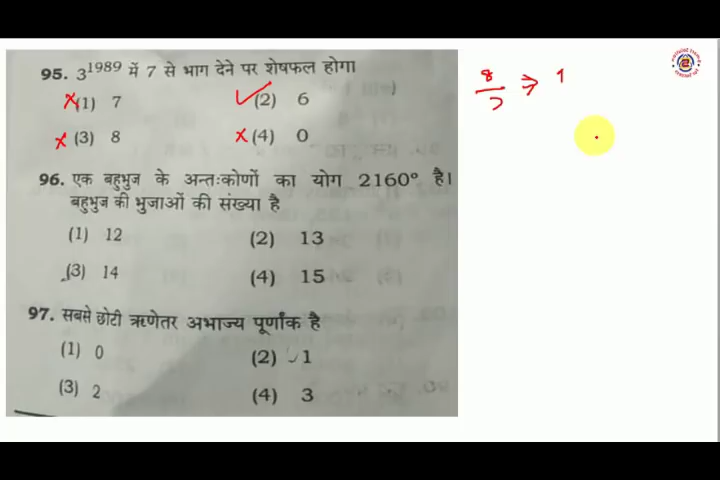 95. 3^1989 में 7 से भाग देने पर शेषफल होगा
(1) 7 (2) 6
(3) 8 (4) 0
96. एक बहुभुज के अन्तःकोणों का योग 2160° है।
बहुभुज की भुजाओं की संख्या है
(1) 12 (2) 13
(3) 14 (4) 15
97. सबसे छोटी ऋणेतर अभाज्य पूर्णांक है
(1) 0 (2) 1
(3) 2 (4) 3
8/7 ⇒ 1